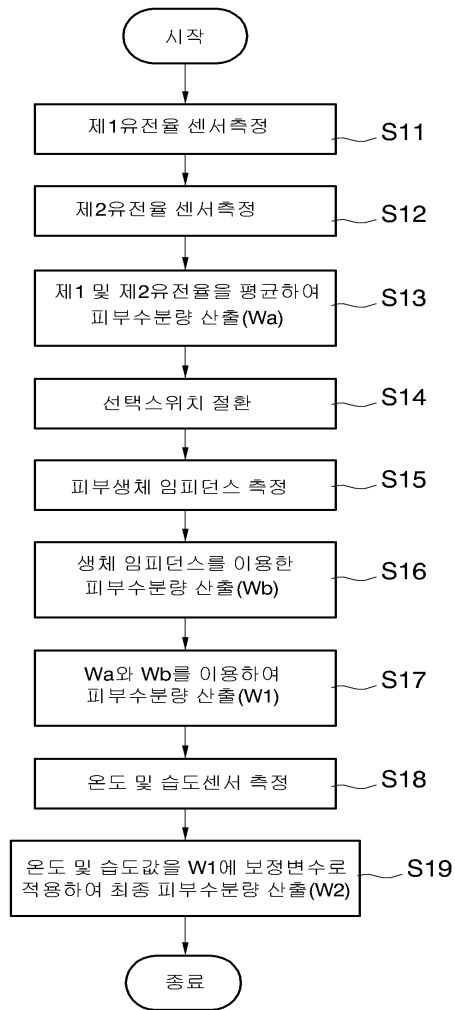 시작
제1유전율 센서측정
S11
제2유전율 센서측정
S12
제1 및 제2유전율을 평균하여
피부수분량 산출(Wa)
S13
선택스위치 절환
S14
피부생체 임피던스 측정
S15
생체 임피던스를 이용한
피부수분량 산출(Wb)
S16
Wa와 Wb를 이용하여
피부수분량 산출(W1)
S17
온도 및 습도센서 측정
S18
온도 및 습도값을 W1에 보정변수로
적용하여 최종 피부수분량 산출(W2)
S19
종료